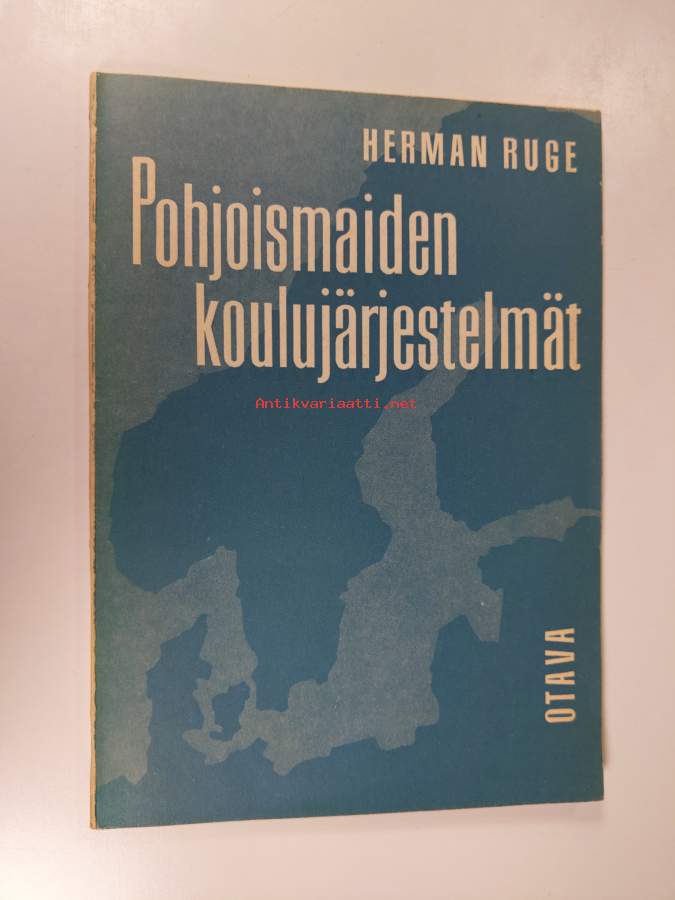 HERMAN RUGE
Pohjoismaiden
koulujärjestelmät
Antikvariaatti.net
OTAVA